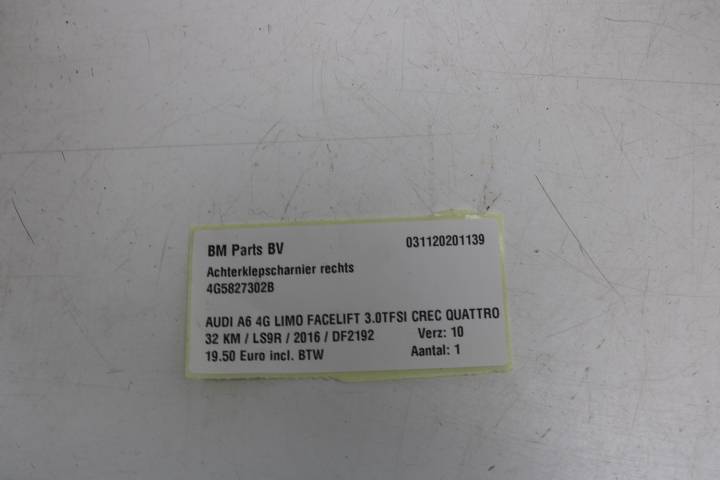 BM Parts BV 031120201139
Achterklepscharnier rechts
4G5827302B
AUDI A6 4G LIMO FACELIFT 3.0TFSI CREC QUATTRO
32 KM / LS9R / 2016 / DF2192 Verz: 10
19.50 Euro incl. BTW Aantal: 1